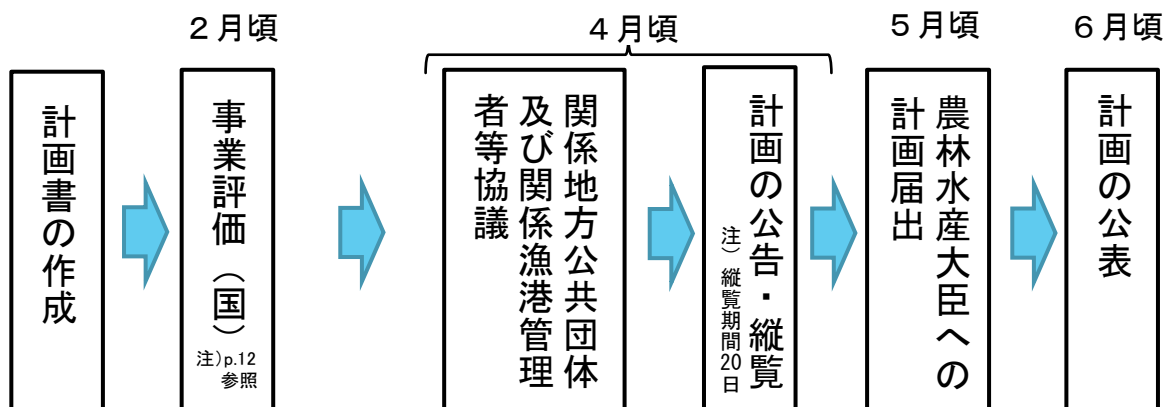 ２月頃
４月頃
５月頃
６月頃
計画書の作成
事業評価（国）
注）p.12
参照
関係地方公共団体
及び関係漁港管理
者等協議
計画の公告・縦覧
注）縦覧期間20日
農林水産大臣への
計画届出
計画の公表